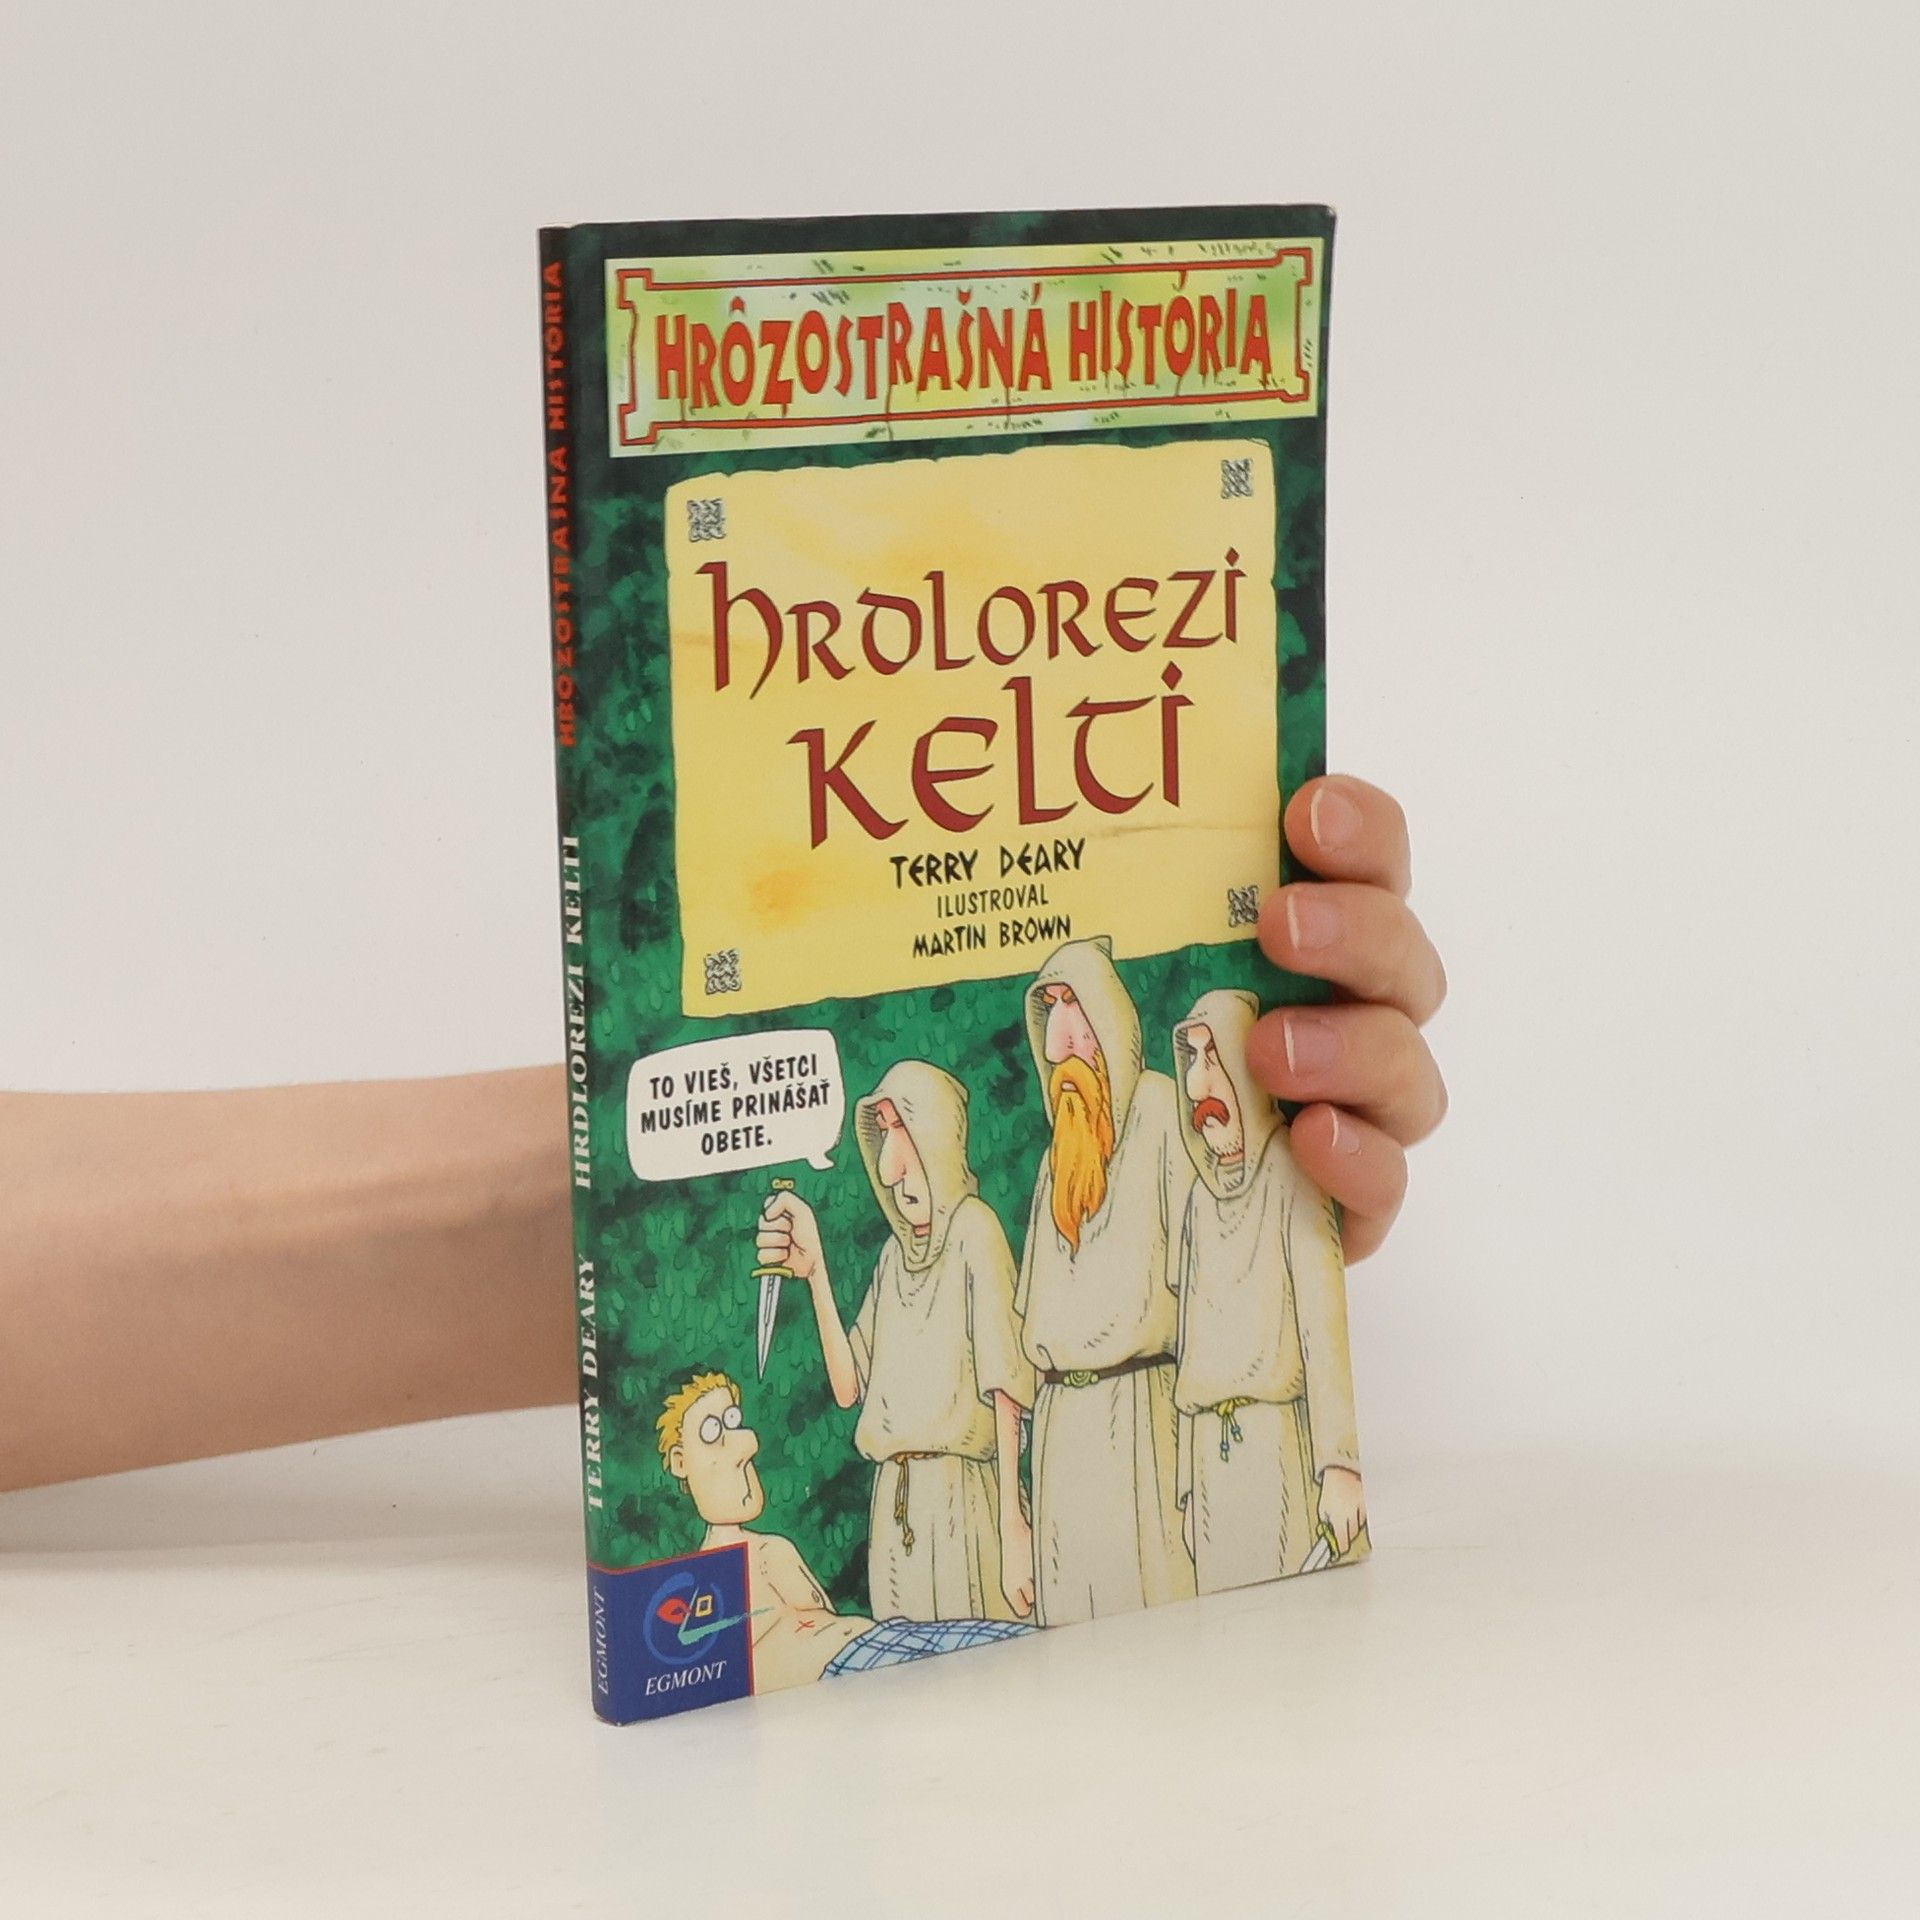 HRÔZOSTRAŠNÁ HISTÓRIA
HRDLOREZI
KELTI
TERRY DEARY
ILUSTROVAL
MARTIN BROWN
TO VIEŠ, VŠETCI
MUSÍME PRINÁŠAŤ
OBETE.
EGMONT
HRÔZOSTRAŠNÁ HISTÓRIA
HRDLOREZI KELTI
TERRY DEARY
EGMONT